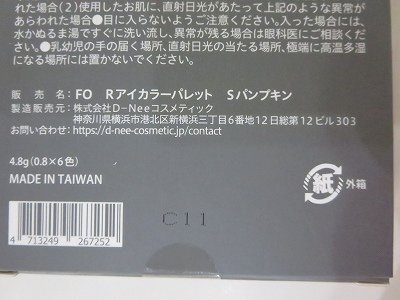 れた場合(2)使用したお肌に、直射日光があたって上記のような異常が
あらわれた場合●目に入らないようご注意ください。入った場合には、
水かぬるま湯ですぐに洗い流し、異常が残る場合は眼科医にご相談くだ
さい。●乳幼児の手の届く場所、直射日光の当たる場所、極端に高温多湿
になる場所には置かないでください。
販売名:FO Rアイカラーパレット Sパンプキン
製造販売元:株式会社D-Neeコスメティック
神奈川県横浜市港北区新横浜三丁目6番地12日総第12ビル303
お問い合わせ:https://d-nee-cosmetic.jp/contact
4.8g(0.8×6色)
MADE IN TAIWAN
紙 外箱
C11
4 713249 267252